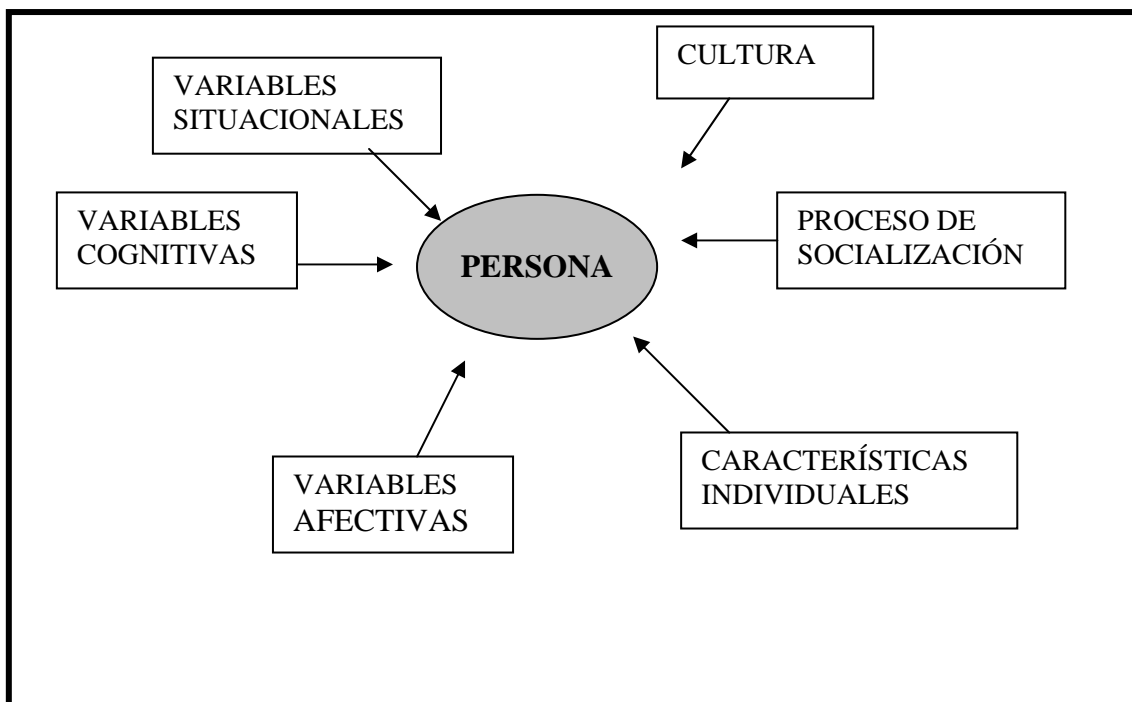 CULTURA
VARIABLES
SITUACIONALES
VARIABLES
COGNITIVAS
PERSONA
PROCESO DE
SOCIALIZACIÓN
VARIABLES
AFECTIVAS
CARACTERÍSTICAS
INDIVIDUALES